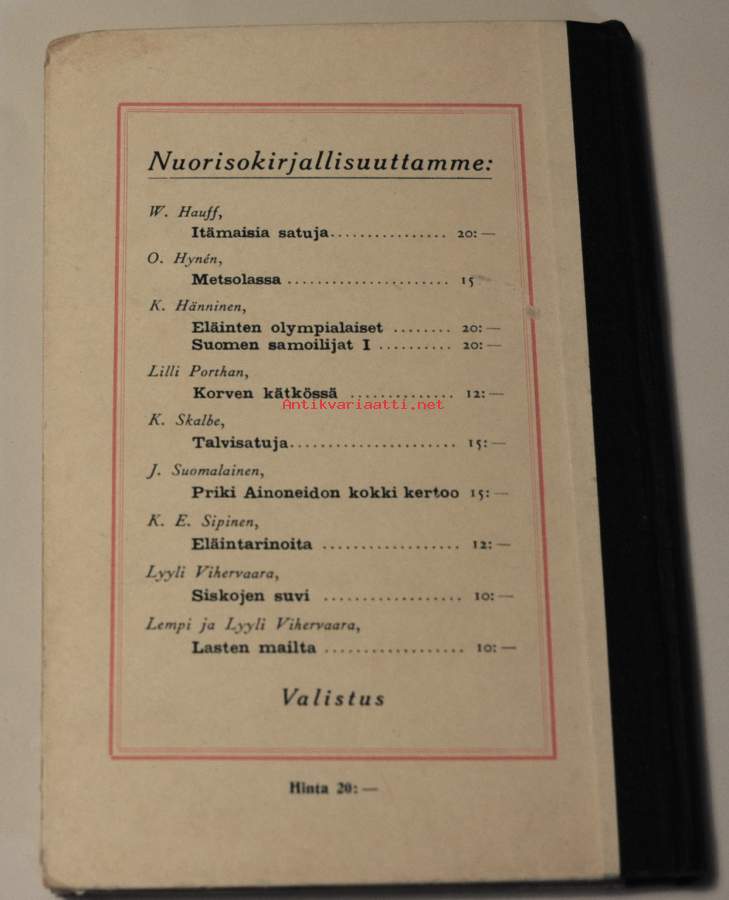 Nuorisokirjallisuuttamme:
W. Hauff,
Itämaisia satuja................ 20: —
O. Hynén,
Metsolassa ...................... 15
K. Hänninen,
Eläinten olympialaiset ........ 20: —
Suomen samoilijat I .......... 20: —
Lilli Porthan,
Korven kätkössä .............. 12: —
Antikvariaatti.net
K. Skalbe,
Talvisatuja..................... 15: —
J. Suomalainen,
Priki Ainoneidon kokki kertoo 15: —
K. E. Sipinen,
Eläintarinoita .................. 12: —
Lyyli Vihervaara,
Siskojen suvi .................. 10: —
Lempi ja Lyyli Vihervaara,
Lasten mailta .................. 10: —
Valistus
Hinta 20: —